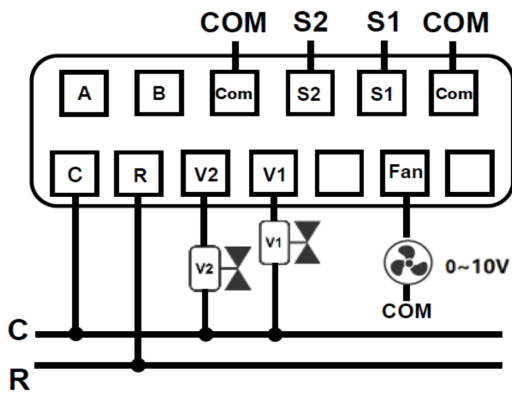 COM S2 S1 COM
A B Com S2 S1 Com
C R V2 V1 Fan
V1
V2
0~10V
COM
C
R